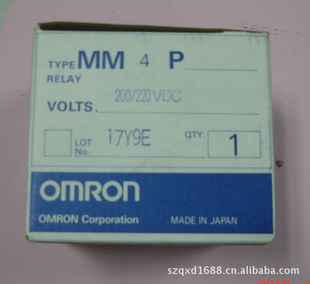 TYPE MM 4 P
RELAY
VOLTS. 200/220 VDC
LOT No. 17Y9E QTY. 1
OMRON
OMRON Corporation MADE IN JAPAN
szqxd1688.cn.alibaba.com